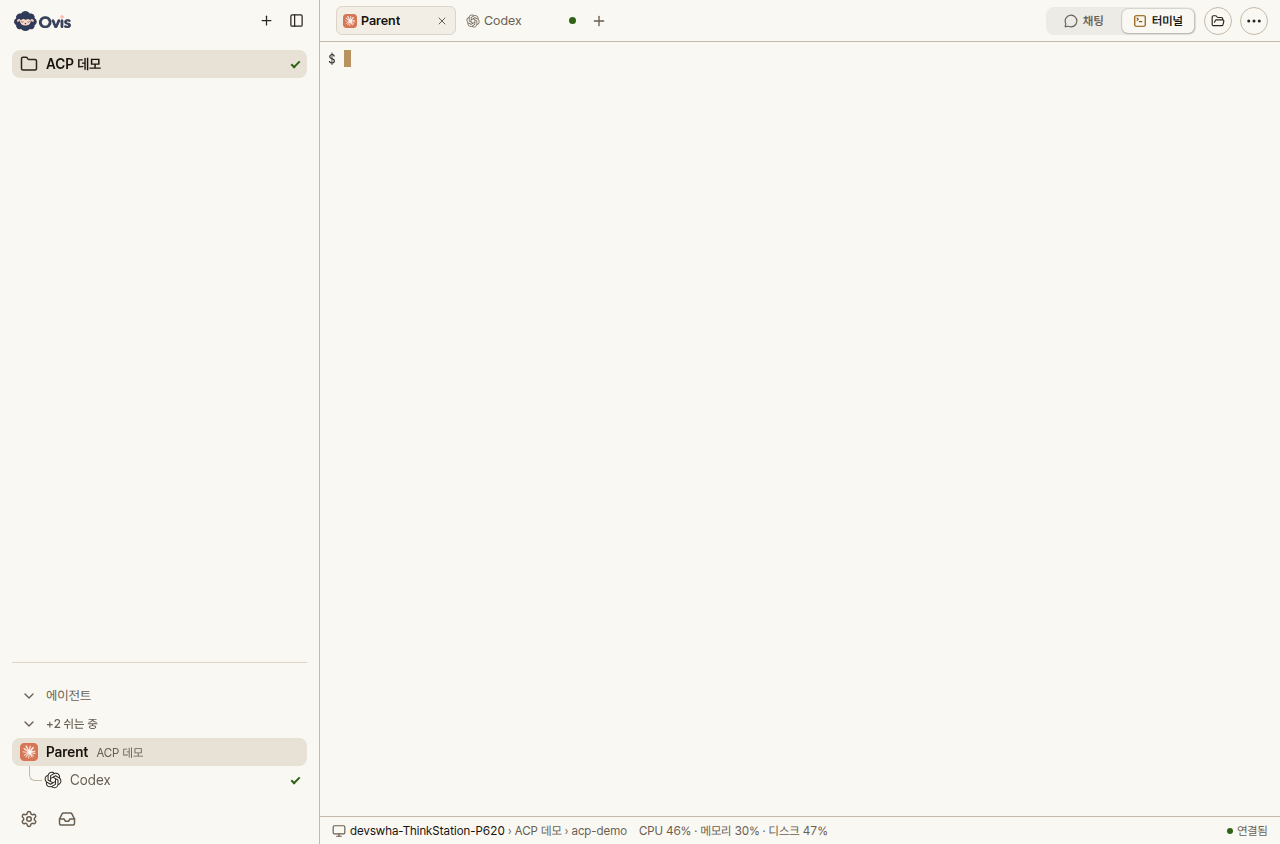 Ovis
ACP 데모
Parent
Codex
채팅
터미널
$
에이전트
+2 쉬는 중
Parent ACP 데모
Codex
devswha-ThinkStation-P620 › ACP 데모 › acp-demo CPU 46% · 메모리 30% · 디스크 47%
연결됨